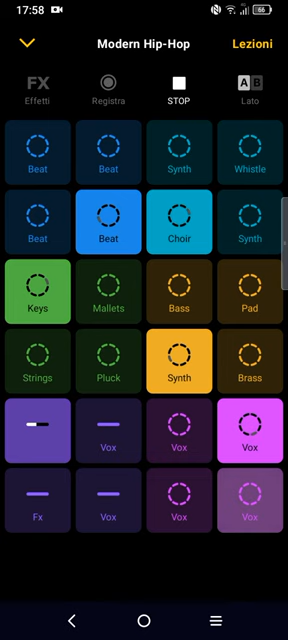 17:58 66
Modern Hip-Hop Lezioni
FX A B
Effetti Registra STOP Lato
Beat Beat Synth Whistle
Beat Beat Choir Synth
Keys Mallets Bass Pad
Strings Pluck Synth Brass
Vox Vox Vox
Fx Vox Vox Vox